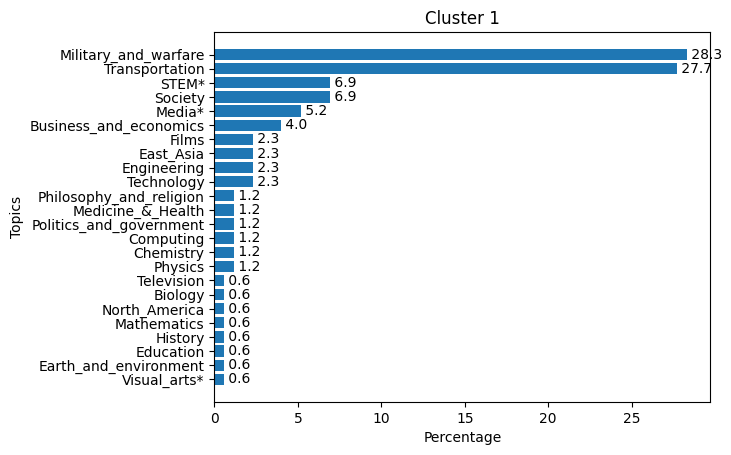 Cluster 1
Military_and_warfare 28.3
Transportation 27.7
STEM* 6.9
Society 6.9
Media* 5.2
Business_and_economics 4.0
Films 2.3
East_Asia 2.3
Engineering 2.3
Technology 2.3
Philosophy_and_religion 1.2
Medicine_&_Health 1.2
Politics_and_government 1.2
Computing 1.2
Chemistry 1.2
Physics 1.2
Television 0.6
Biology 0.6
North_America 0.6
Mathematics 0.6
History 0.6
Education 0.6
Earth_and_environment 0.6
Visual_arts* 0.6
Topics
0 5 10 15 20 25
Percentage